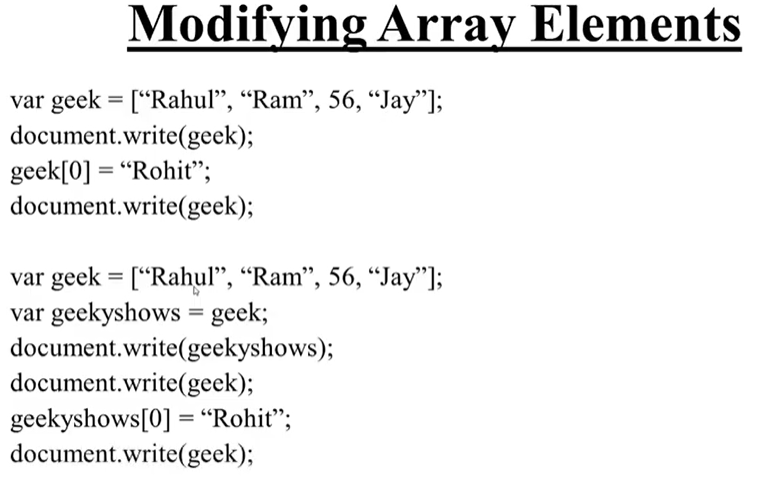 Modifying Array Elements
var geek = [“Rahul”, “Ram”, 56, “Jay”];
document.write(geek);
geek[0] = “Rohit”;
document.write(geek);
var geek = [“Rahul”, “Ram”, 56, “Jay”];
var geekyshows = geek;
document.write(geekyshows);
document.write(geek);
geekyshows[0] = “Rohit”;
document.write(geek);